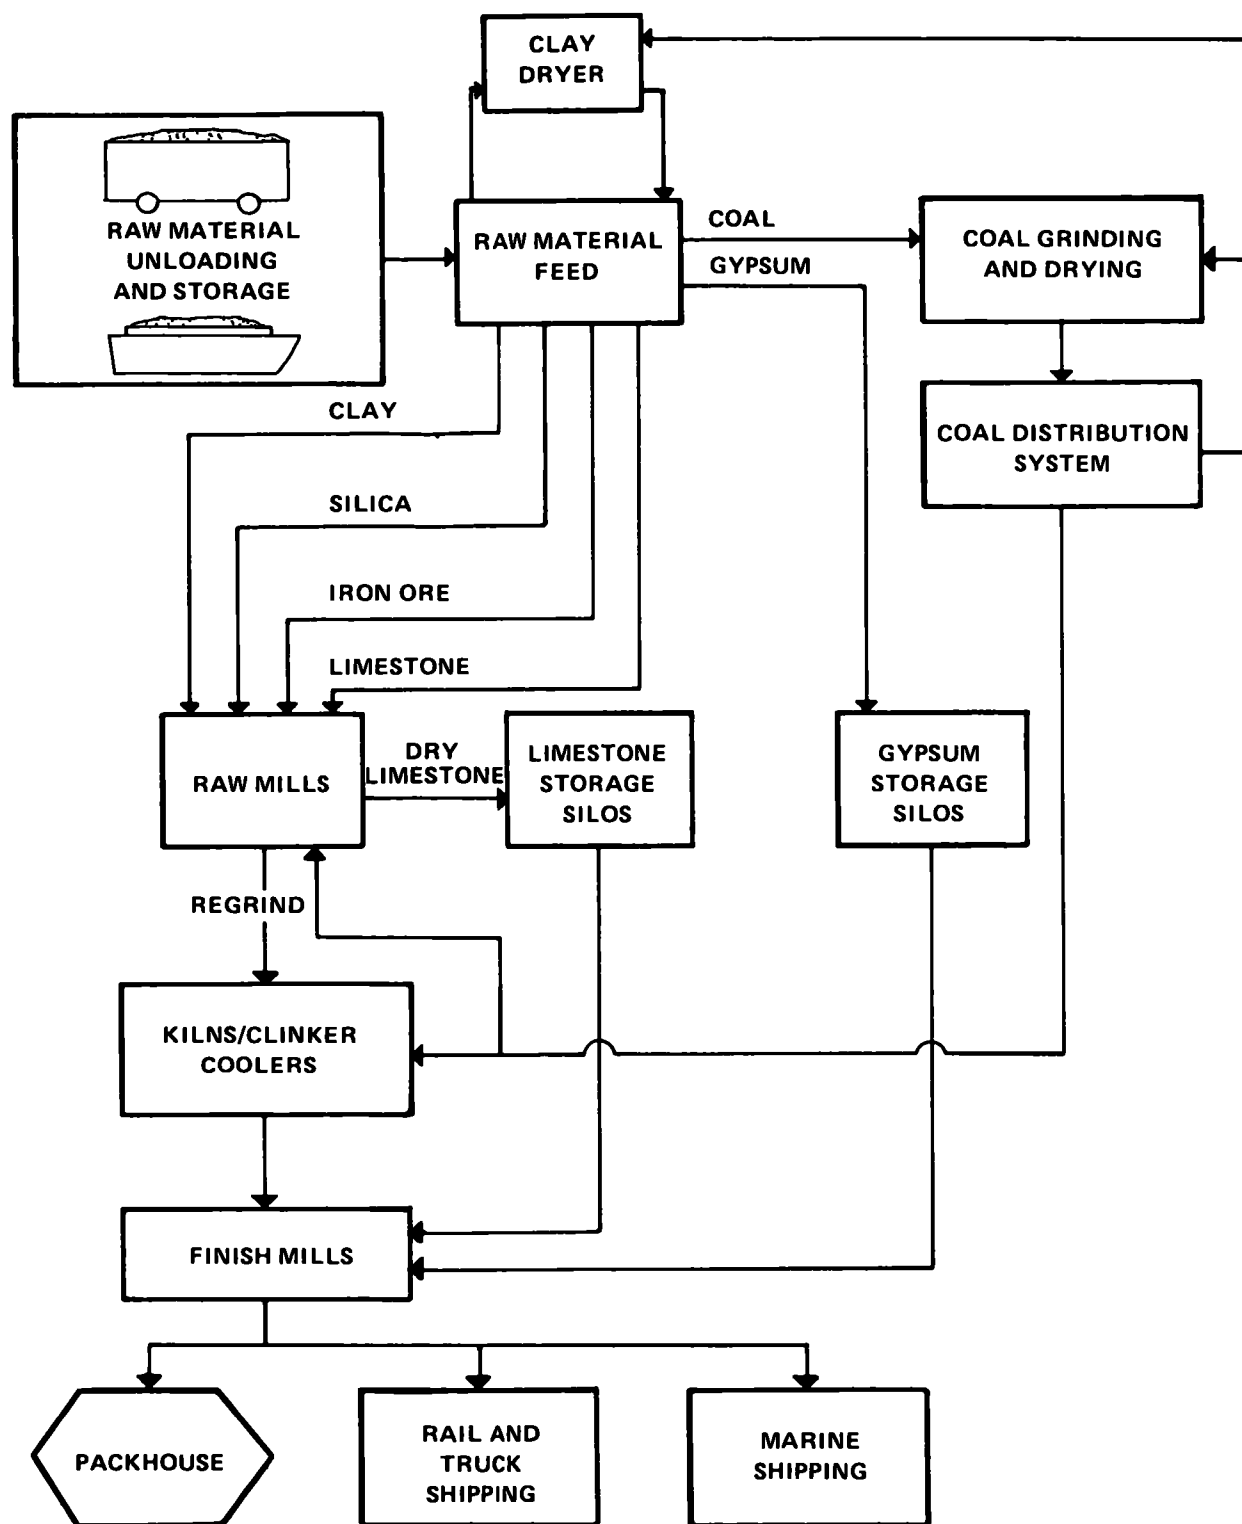 CLAY
DRYER
RAW MATERIAL
UNLOADING
AND STORAGE
RAW MATERIAL
FEED
COAL
GYPSUM
COAL GRINDING
AND DRYING
COAL DISTRIBUTION
SYSTEM
CLAY
SILICA
IRON ORE
LIMESTONE
RAW MILLS
DRY
LIMESTONE
LIMESTONE
STORAGE
SILOS
GYPSUM
STORAGE
SILOS
REGRIND
KILNS/CLINKER
COOLERS
FINISH MILLS
PACKHOUSE
RAIL AND
TRUCK
SHIPPING
MARINE
SHIPPING